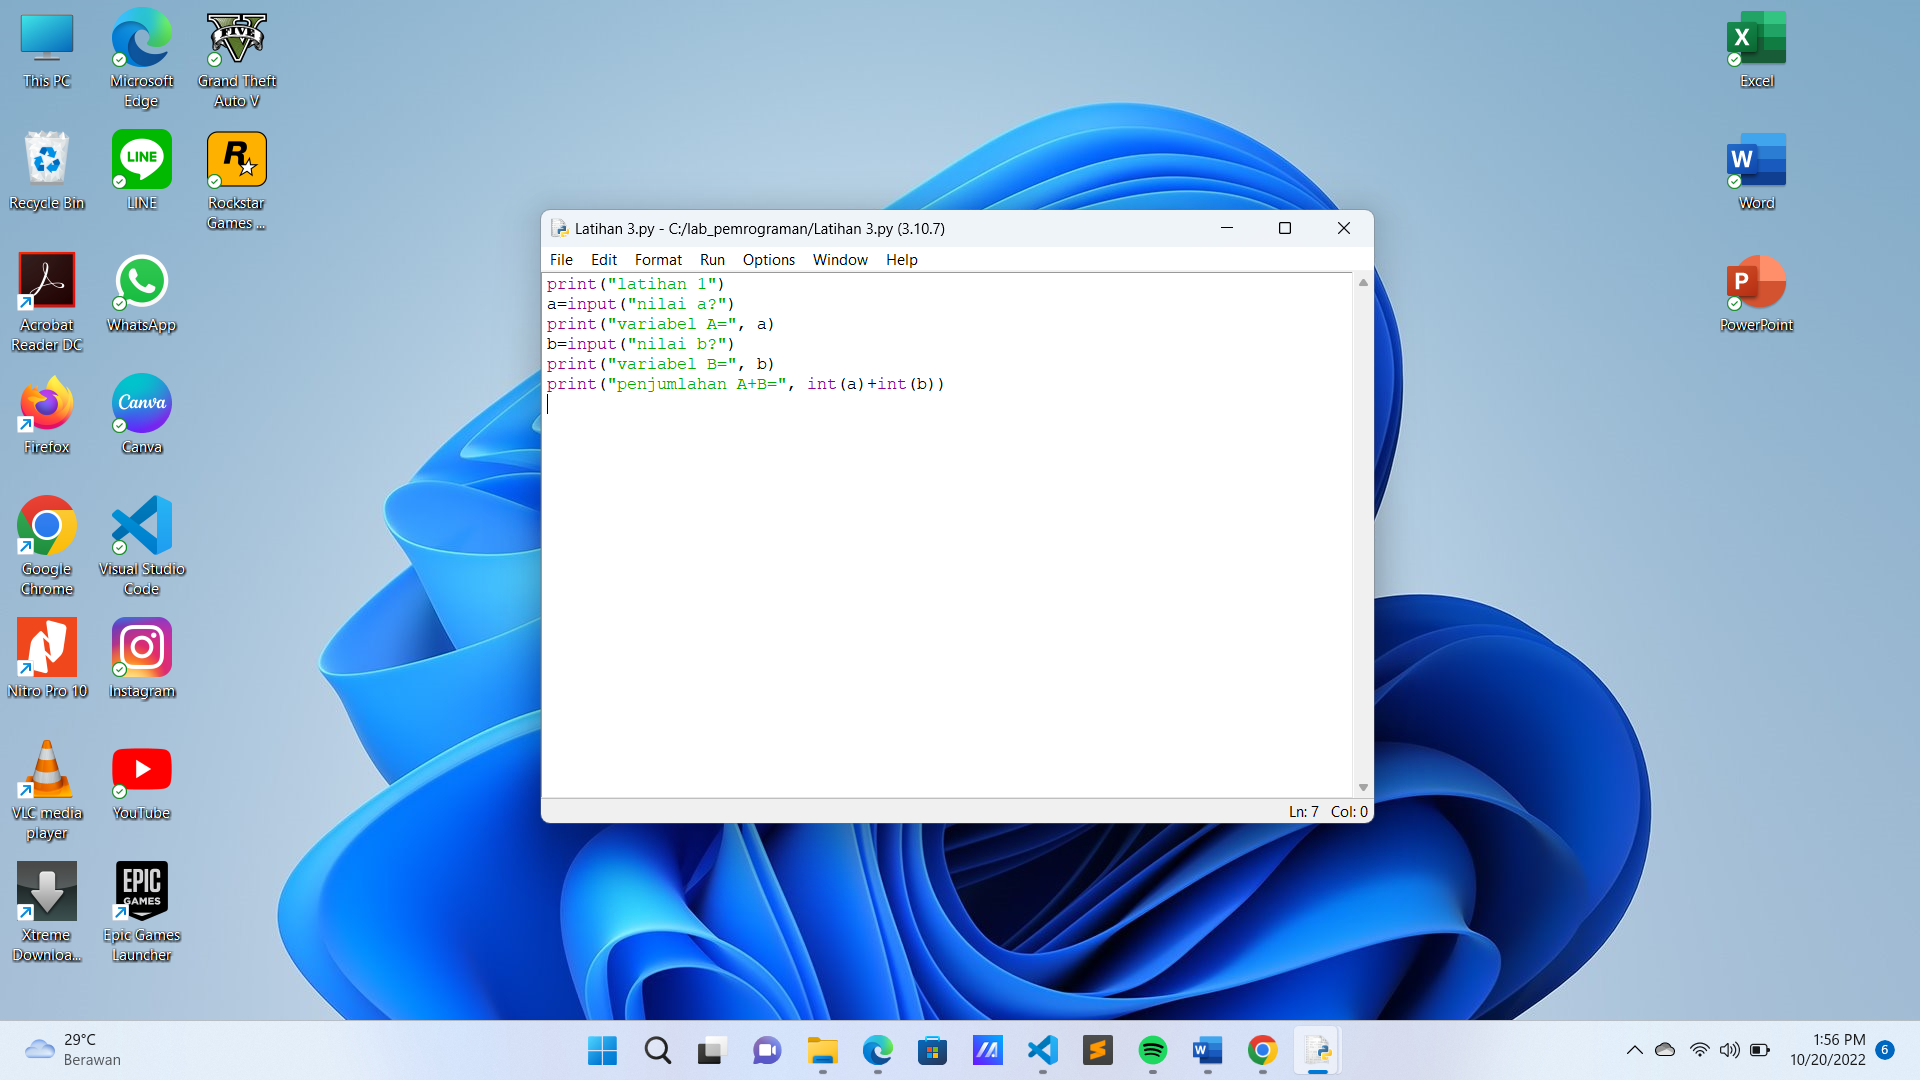 This PC
Microsoft
Edge
FIVE
Grand Theft
Auto V
Recycle Bin
LINE
LINE
R
Rockstar
Games ...
Acrobat
Reader DC
WhatsApp
Firefox
Canva
Canva
Google
Chrome
Visual Studio
Code
Nitro Pro 10
Instagram
VLC media
player
YouTube
Xtreme
Downloa...
EPIC
GAMES
Epic Games
Launcher
X
Excel
W
Word
P
PowerPoint
Latihan 3.py - C:/lab_pemrograman/Latihan 3.py (3.10.7)
File Edit Format Run Options Window Help
print("latihan 1")
a=input("nilai a?")
print("variabel A=", a)
b=input("nilai b?")
print("variabel B=", b)
print("penjumlahan A+B=", int(a)+int(b))
Ln: 7 Col: 0
29°C
Berawan
W
1:56 PM
10/20/2022
6